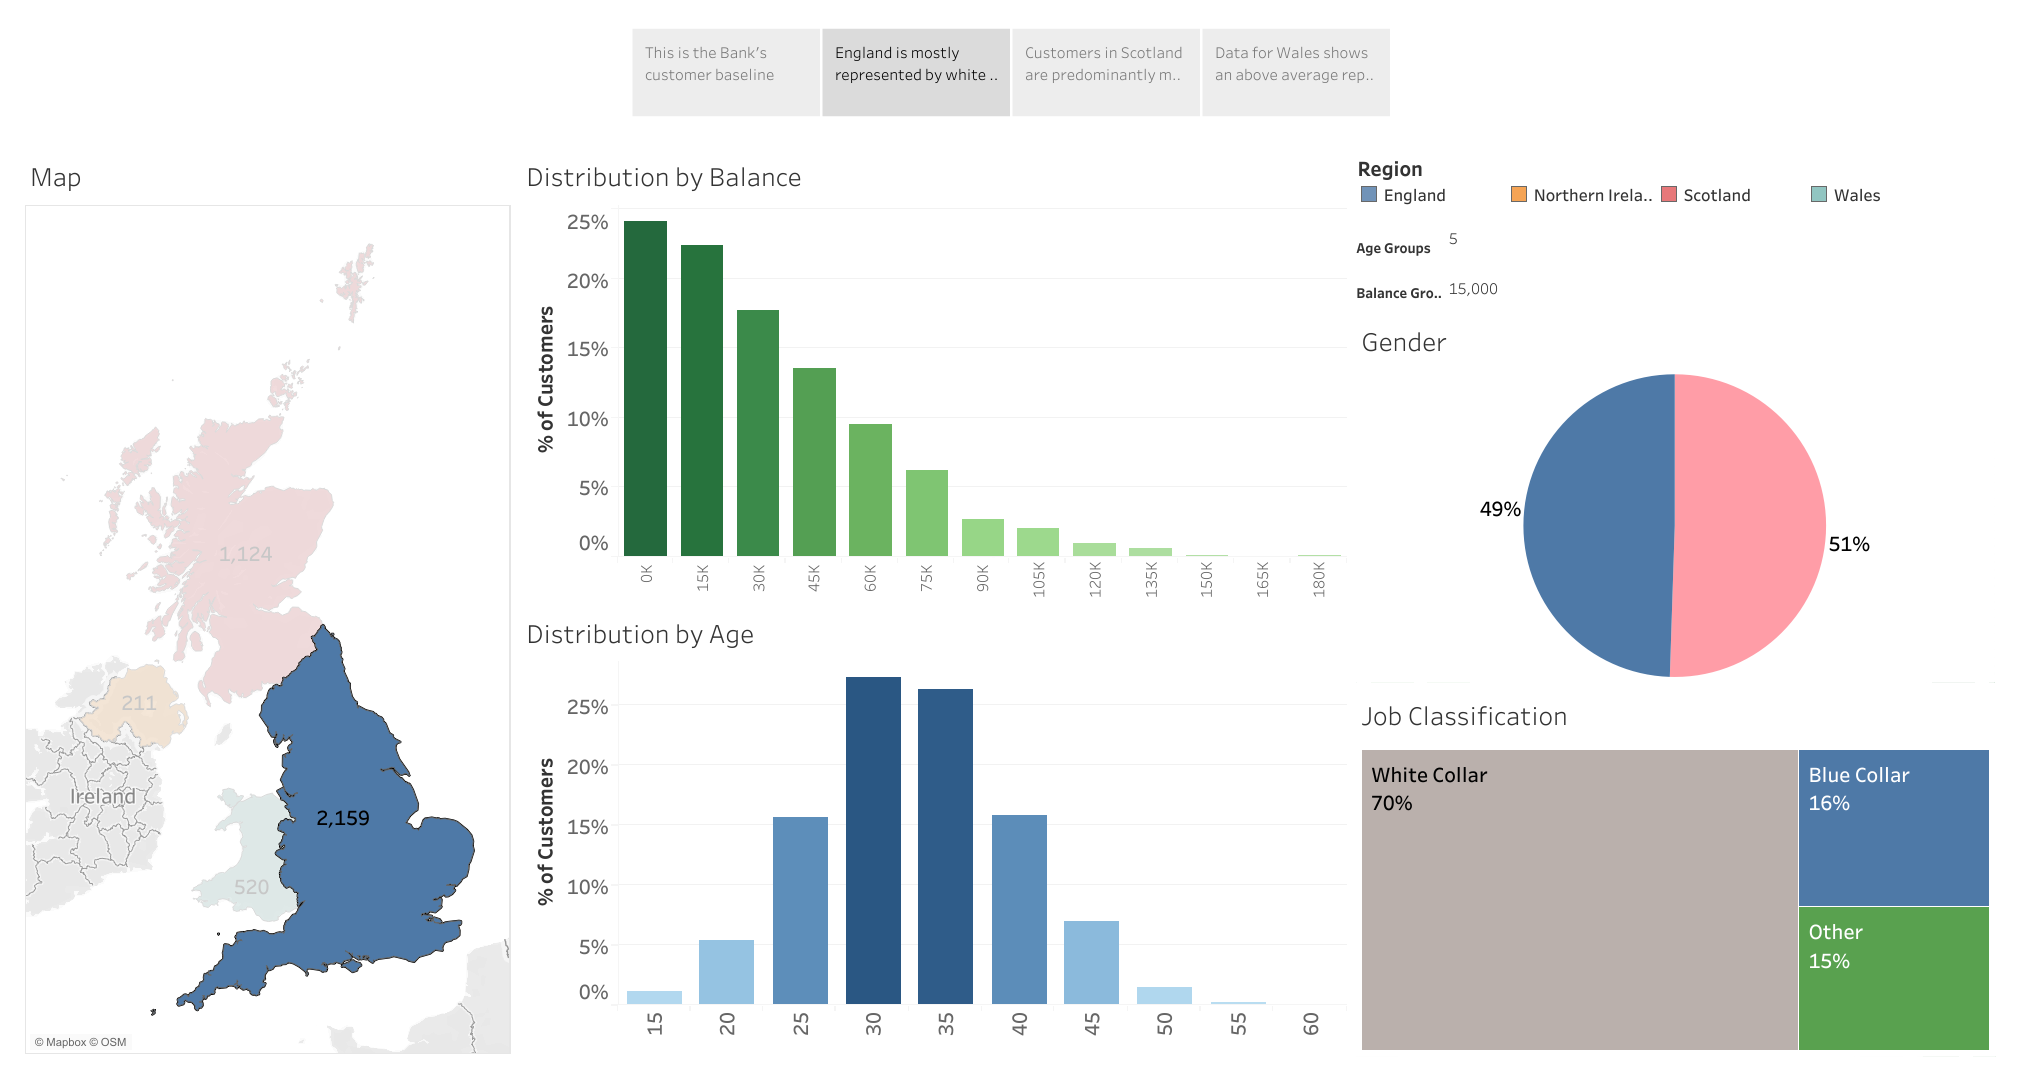 This is the Bank's
customer baseline
England is mostly
represented by white ..
Customers in Scotland
are predominantly m..
Data for Wales shows
an above average rep..
Map
1,124
211
Ireland
2,159
520
© Mapbox © OSM
Distribution by Balance
% of Customers
25%
20%
15%
10%
5%
0%
0K
15K
30K
45K
60K
75K
90K
105K
120K
135K
150K
165K
180K
Distribution by Age
% of Customers
25%
20%
15%
10%
5%
0%
15
20
25
30
35
40
45
50
55
60
Region
England
Northern Irela..
Scotland
Wales
Age Groups 5
Balance Gro.. 15,000
Gender
49%
51%
Job Classification
White Collar
70%
Blue Collar
16%
Other
15%